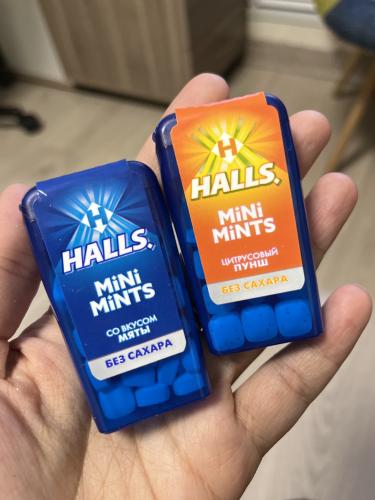 H
HALLS
MiNi
MiNTS
СО ВКУСОМ
МЯТЫ
БЕЗ САХАРА
H
HALLS
MiNi
MiNTS
ЦИТРУСОВЫЙ
ПУНШ
БЕЗ САХАРА